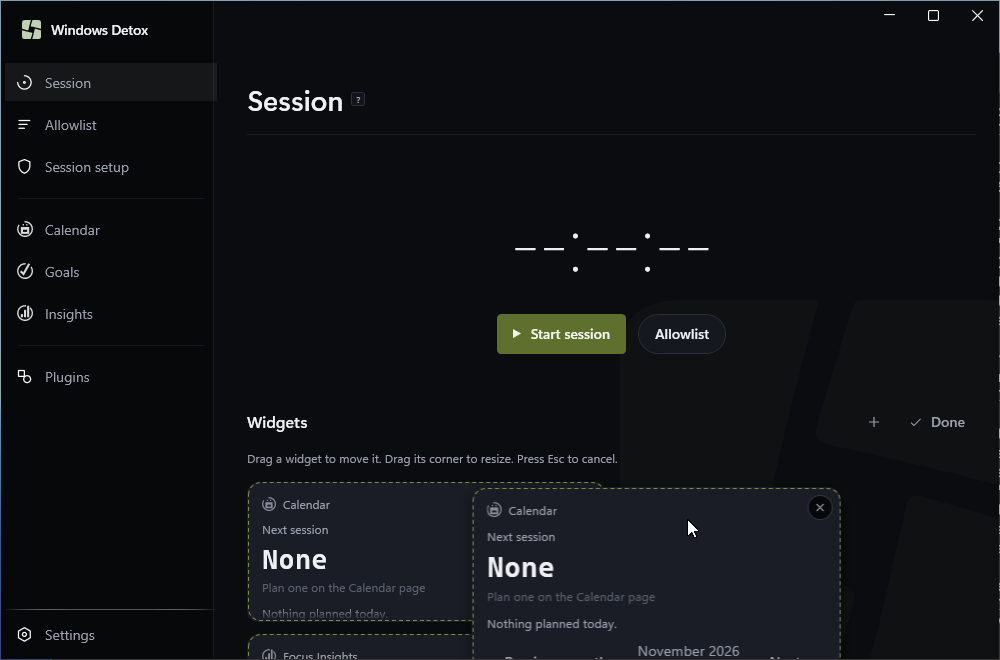 Windows Detox
Session
Allowlist
Session setup
Calendar
Goals
Insights
Plugins
Settings
Session ?
--:--:--
Start session
Allowlist
Widgets
Done
Drag a widget to move it. Drag its corner to resize. Press Esc to cancel.
Calendar
Next session
None
Plan one on the Calendar page
Nothing planned today.
Focus Insights
Calendar
Next session
None
Plan one on the Calendar page
Nothing planned today.
November 2026